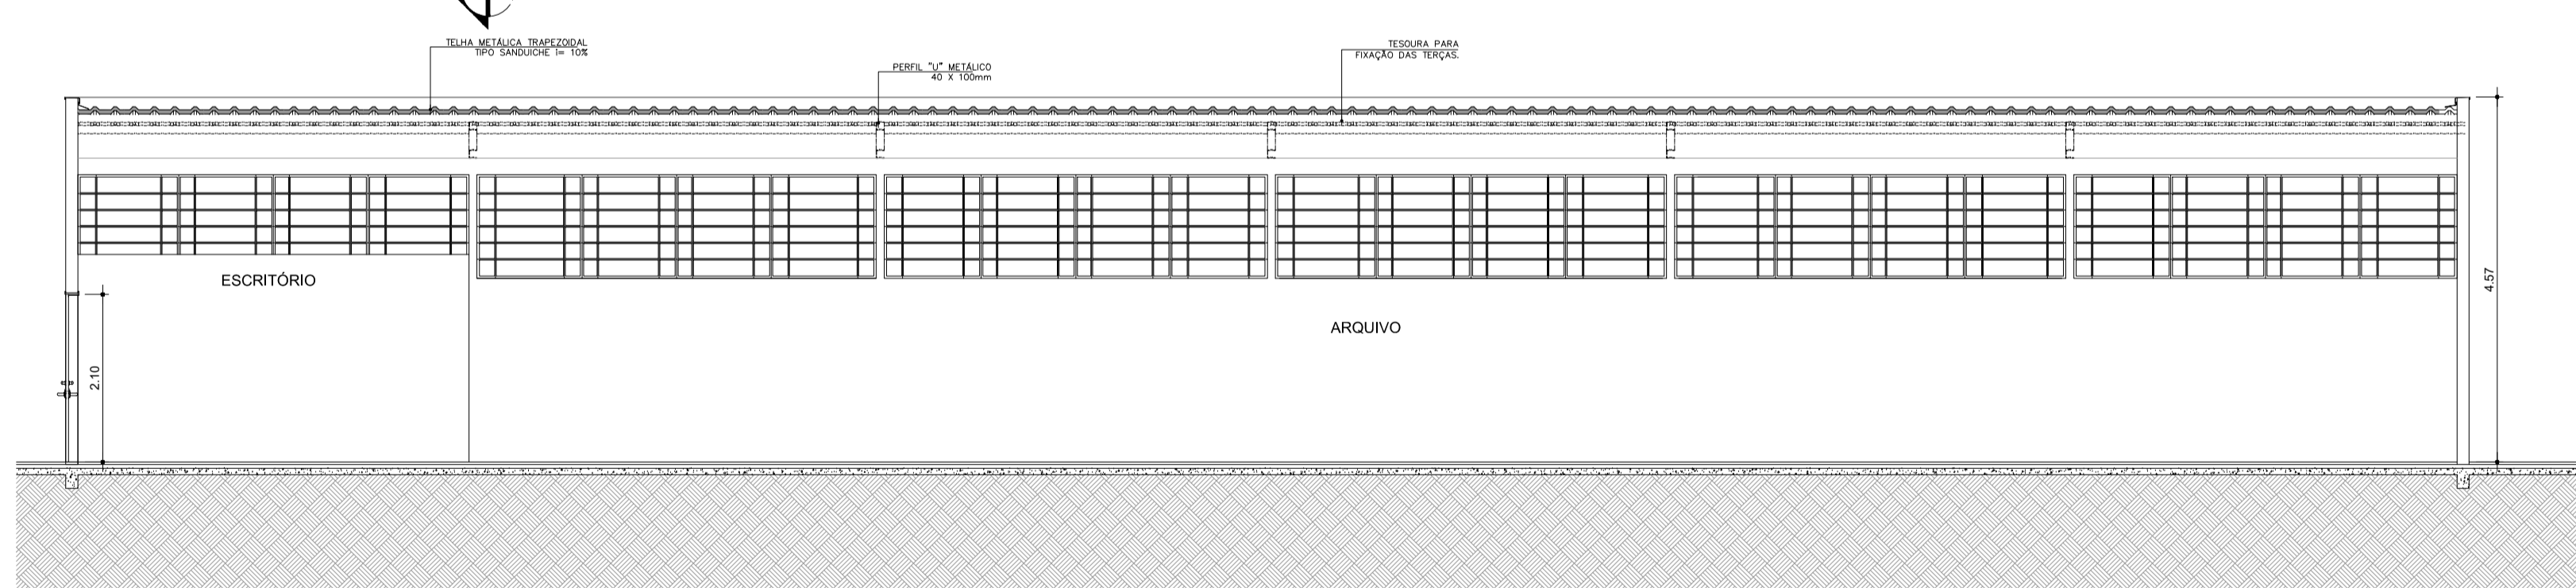 TELHA METÁLICA TRAPEZOIDAL
TIPO SANDUICHE I= 10%
PERFIL "U" METÁLICO
40 X 100mm
TESOURA PARA
FIXAÇÃO DAS TERÇAS.
ESCRITÓRIO
ARQUIVO
2.10
4.57